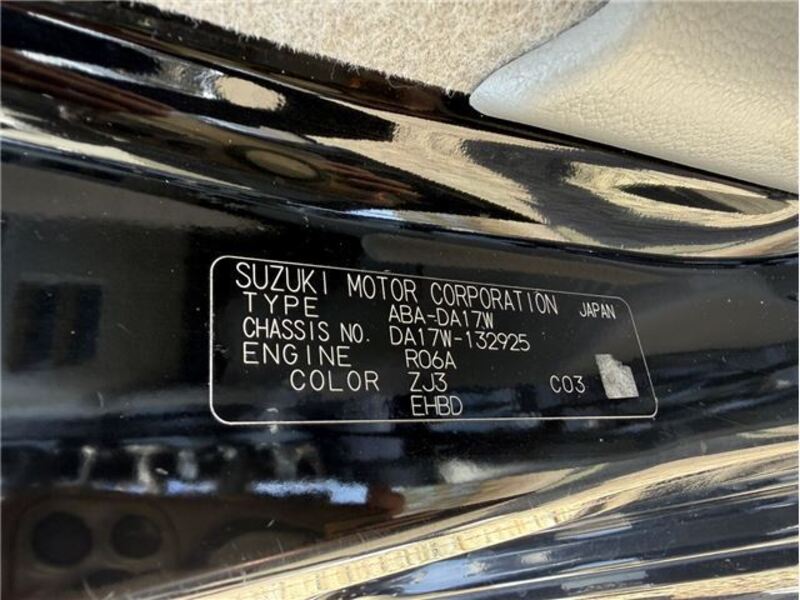 SUZUKI MOTOR CORPORATION JAPAN
TYPE ABA-DA17W
CHASSIS NO. DA17W-132925
ENGINE R06A
COLOR ZJ3 C03
EHBD